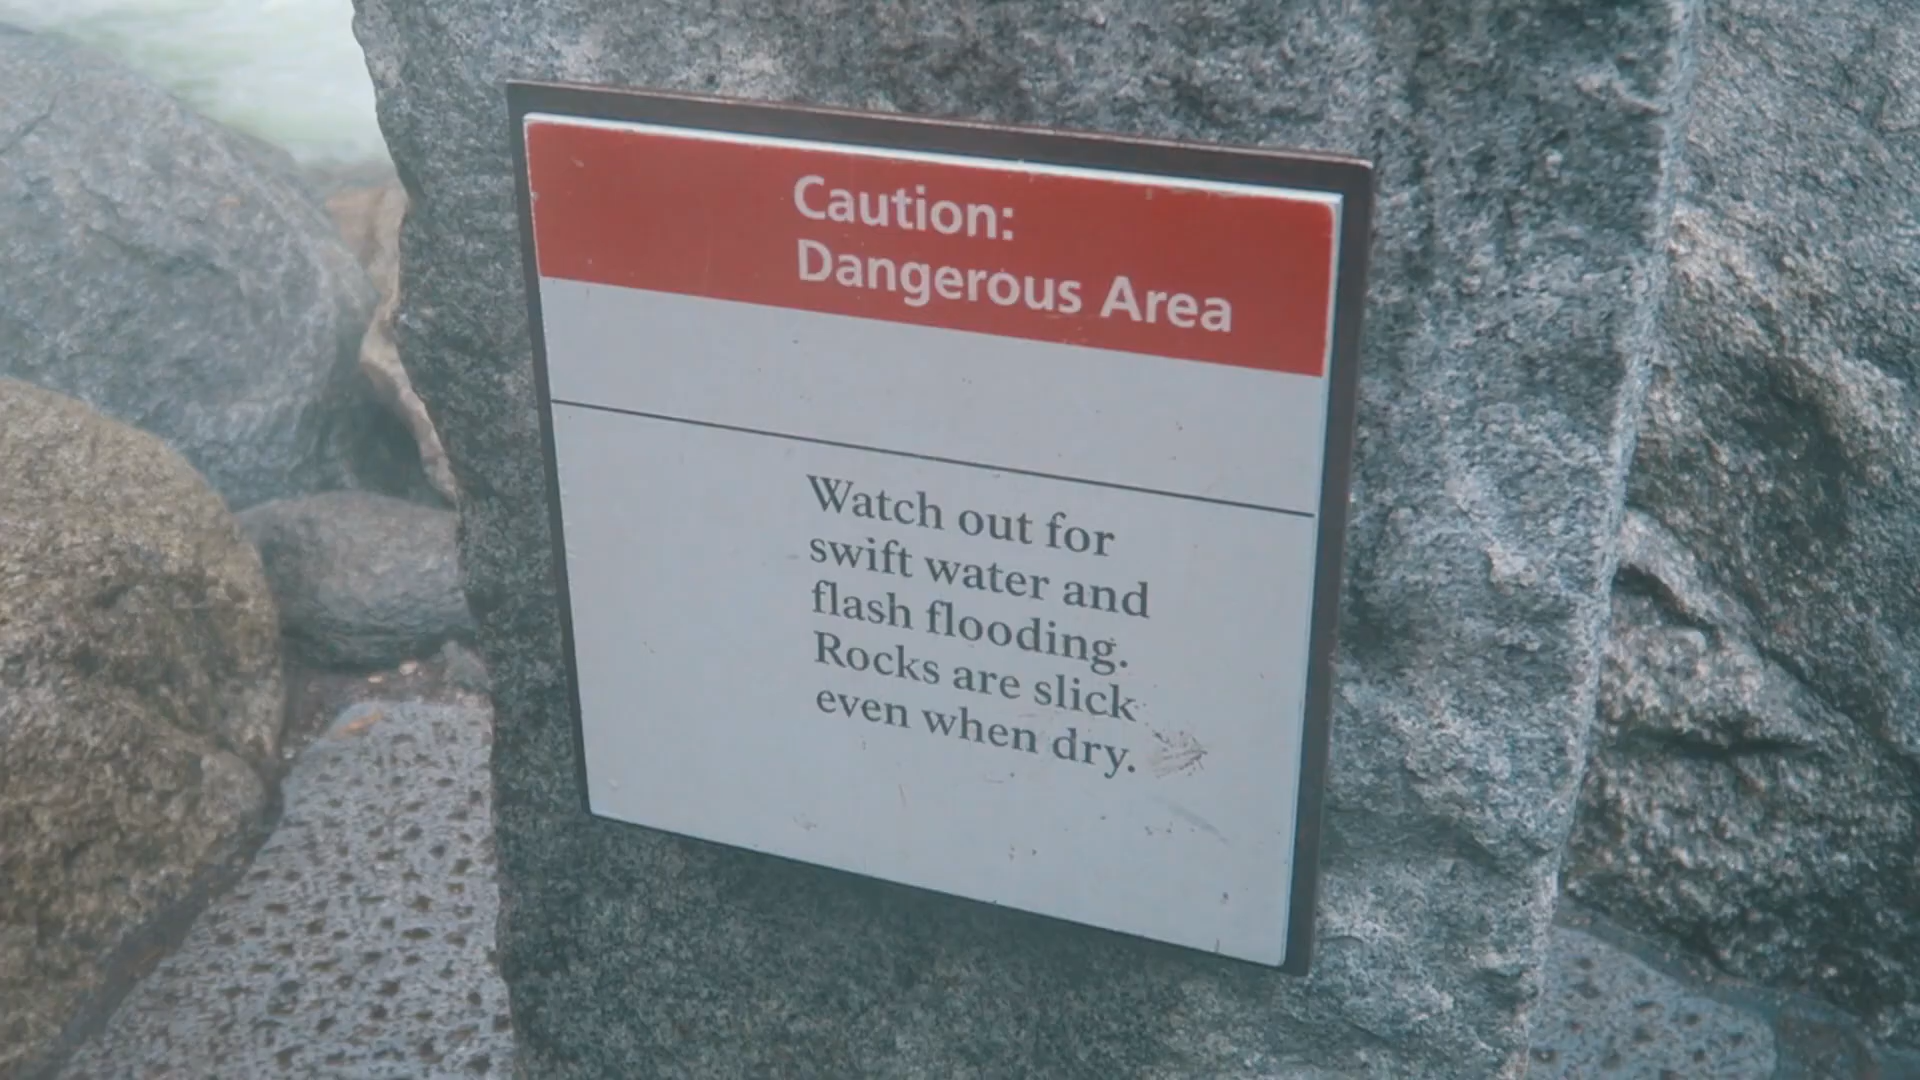 Caution:
Dangerous Area
Watch out for
swift water and
flash flooding.
Rocks are slick
even when dry.